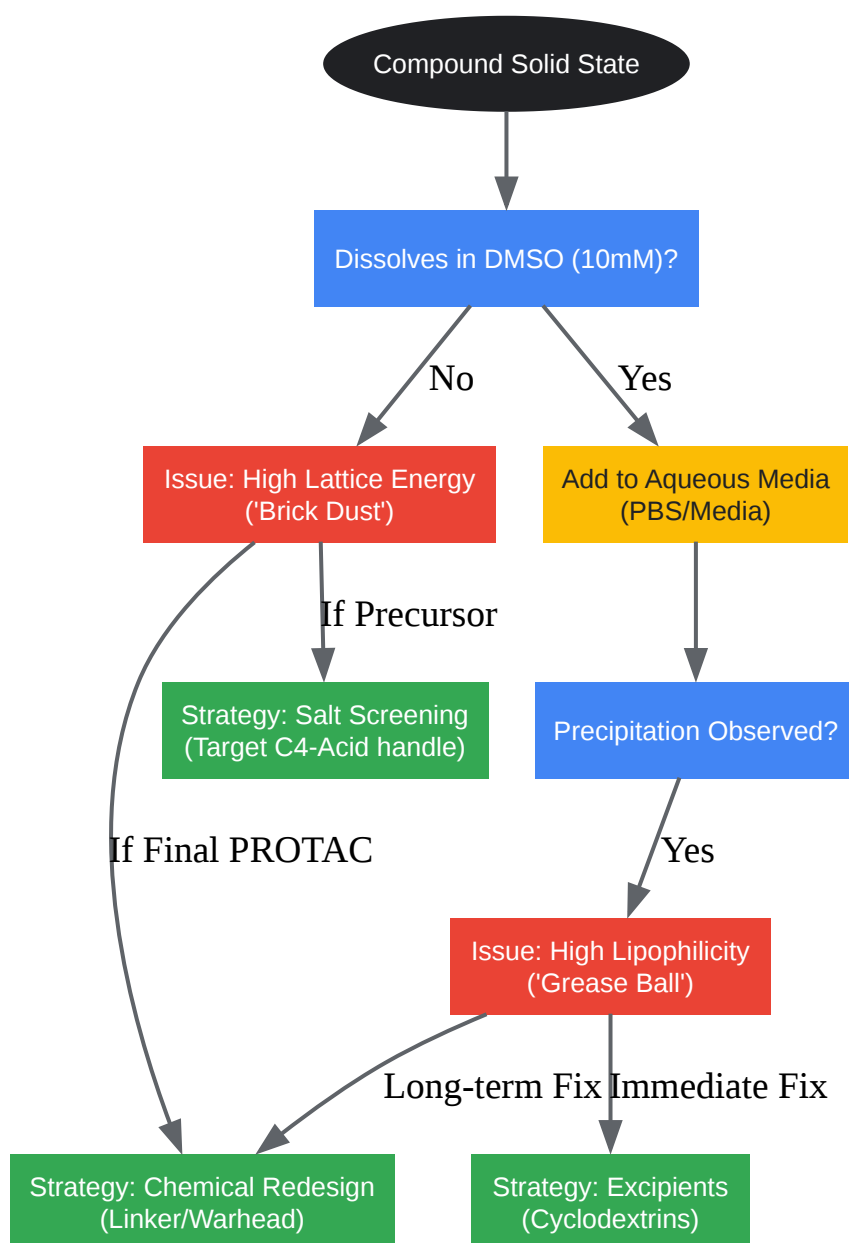 Compound Solid State
Dissolves in DMSO (10mM)?
No
Yes
Issue: High Lattice Energy
('Brick Dust')
Add to Aqueous Media
(PBS/Media)
If Precursor
Strategy: Salt Screening
(Target C4-Acid handle)
Precipitation Observed?
If Final PROTAC
Yes
Issue: High Lipophilicity
('Grease Ball')
Long-term Fix
Immediate Fix
Strategy: Chemical Redesign
(Linker/Warhead)
Strategy: Excipients
(Cyclodextrins)